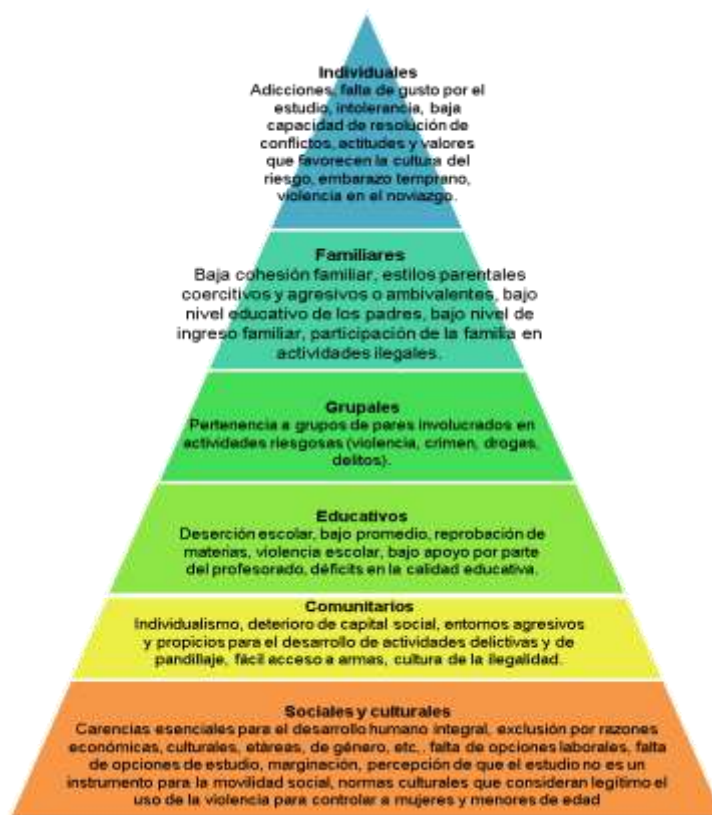 Individuales
Adicciones, falta de gusto por el
estudio, intolerancia, baja
capacidad de resolución de
conflictos, actitudes y valores
que favorecen la cultura del
riesgo, embarazo temprano,
violencia en el noviazgo.
Familiares
Baja cohesión familiar, estilos parentales
coercitivos y agresivos o ambivalentes, bajo
nivel educativo de los padres, bajo nivel de
ingreso familiar, participación de la familia en
actividades ilegales.
Grupales
Pertenencia a grupos de pares involucrados en
actividades riesgosas (violencia, crimen, drogas,
delitos).
Educativos
Deserción escolar, bajo promedio, reprobación de
materias, violencia escolar, bajo apoyo por parte
del profesorado, déficits en la calidad educativa.
Comunitarios
Individualismo, deterioro de capital social, entornos agresivos
y propicios para el desarrollo de actividades delictivas y de
pandillaje, fácil acceso a armas, cultura de la ilegalidad.
Sociales y culturales
Carencias esenciales para el desarrollo humano integral, exclusión por razones
económicas, culturales, etáreas, de género, etc., falta de opciones laborales, falta
de opciones de estudio, marginación, percepción de que el estudio no es un
instrumento para la movilidad social, normas culturales que consideran legítimo el
uso de la violencia para controlar a mujeres y menores de edad